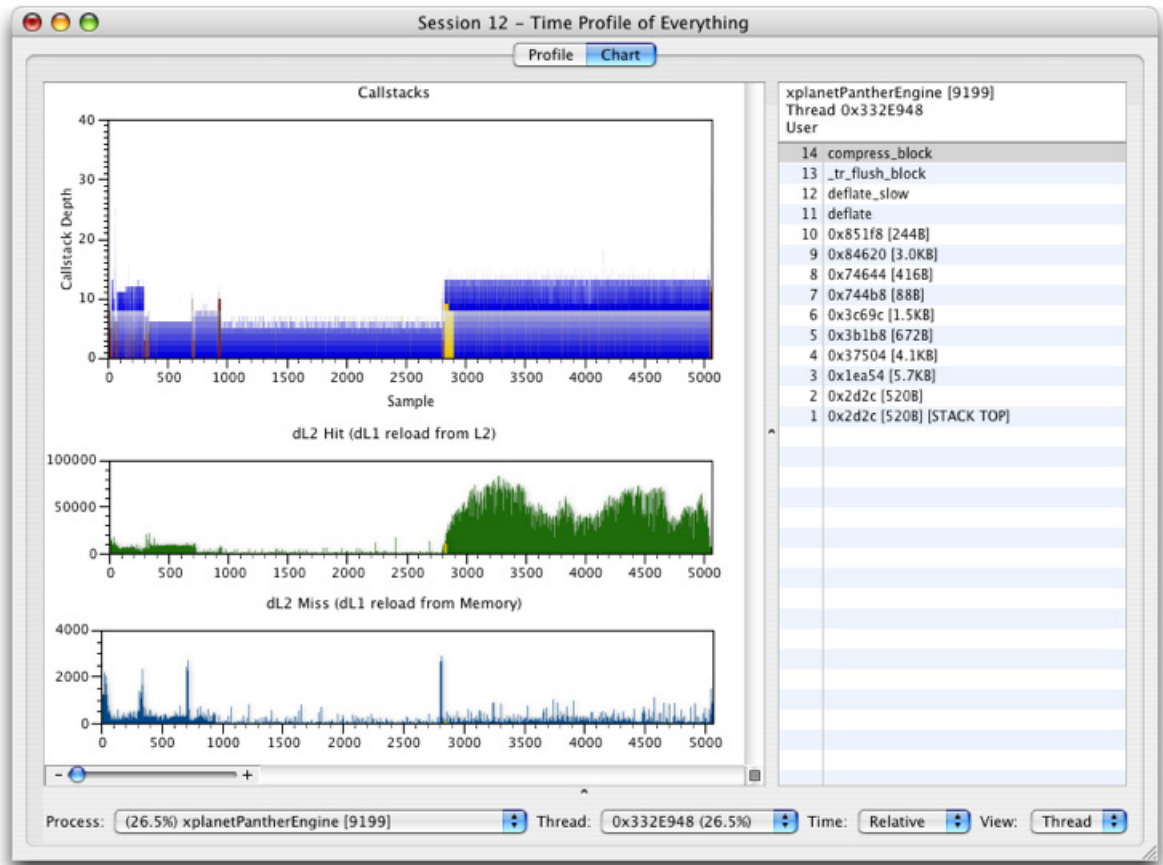 Session 12 – Time Profile of Everything
Profile Chart
Callstacks
40
30
20
10
0
Callstack Depth
0 500 1000 1500 2000 2500 3000 3500 4000 4500 5000
Sample
dL2 Hit (dL1 reload from L2)
100000
50000
0
0 500 1000 1500 2000 2500 3000 3500 4000 4500 5000
dL2 Miss (dL1 reload from Memory)
4000
2000
0
0 500 1000 1500 2000 2500 3000 3500 4000 4500 5000
- +
xplanetPantherEngine [9199]
Thread 0x332E948
User
14 compress_block
13 _tr_flush_block
12 deflate_slow
11 deflate
10 0x851f8 [244B]
9 0x84620 [3.0KB]
8 0x74644 [416B]
7 0x744b8 [88B]
6 0x3c69c [1.5KB]
5 0x3b1b8 [672B]
4 0x37504 [4.1KB]
3 0x1ea54 [5.7KB]
2 0x2d2c [520B]
1 0x2d2c [520B] [STACK TOP]
Process: (26.5%) xplanetPantherEngine [9199] Thread: 0x332E948 (26.5%) Time: Relative View: Thread